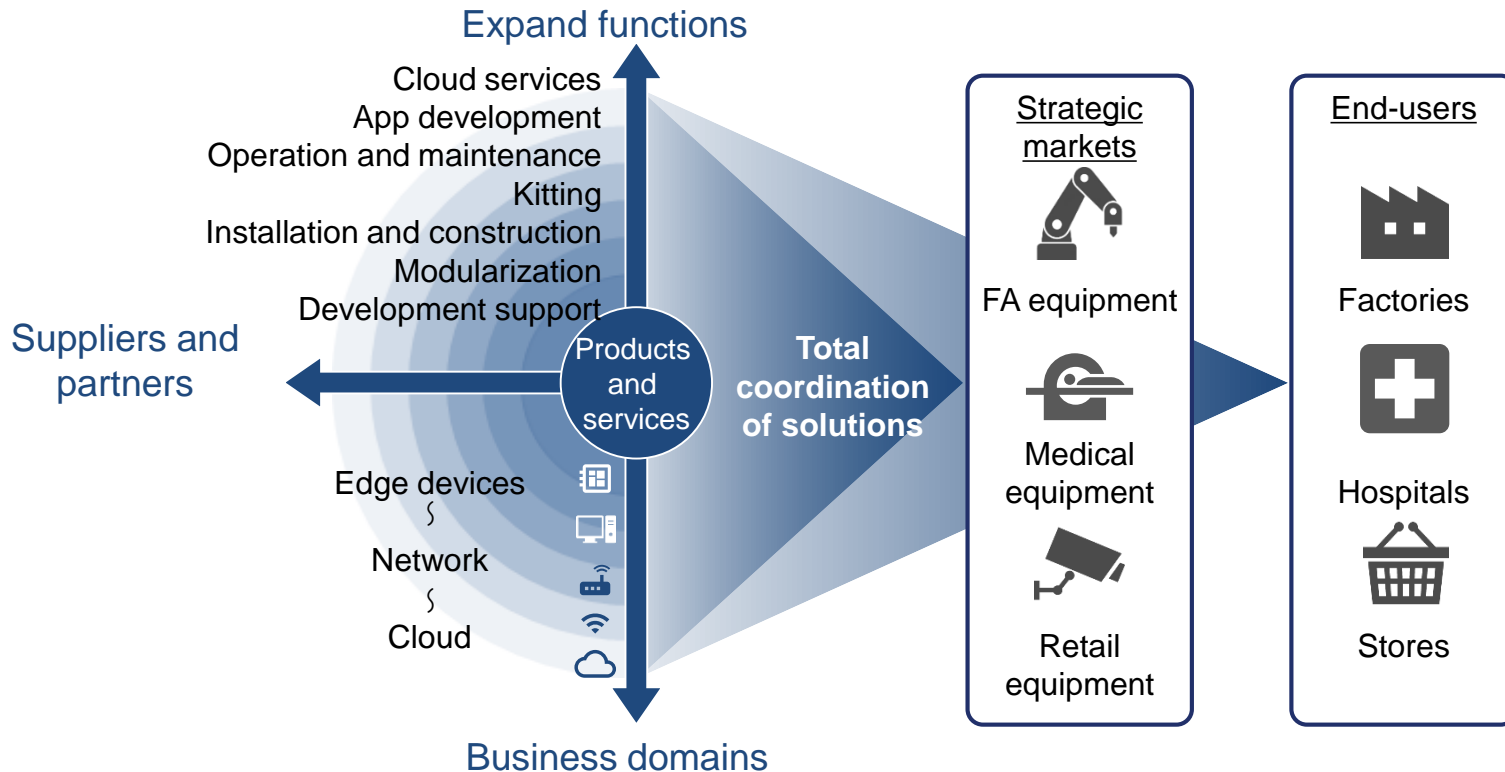 Expand functions
Cloud services
App development
Operation and maintenance
Kitting
Installation and construction
Modularization
Development support
Suppliers and
partners
Products
and
services
Edge devices
Network
Cloud
Business domains
Total
coordination
of solutions
Strategic
markets
FA equipment
Medical
equipment
Retail
equipment
End-users
Factories
Hospitals
Stores